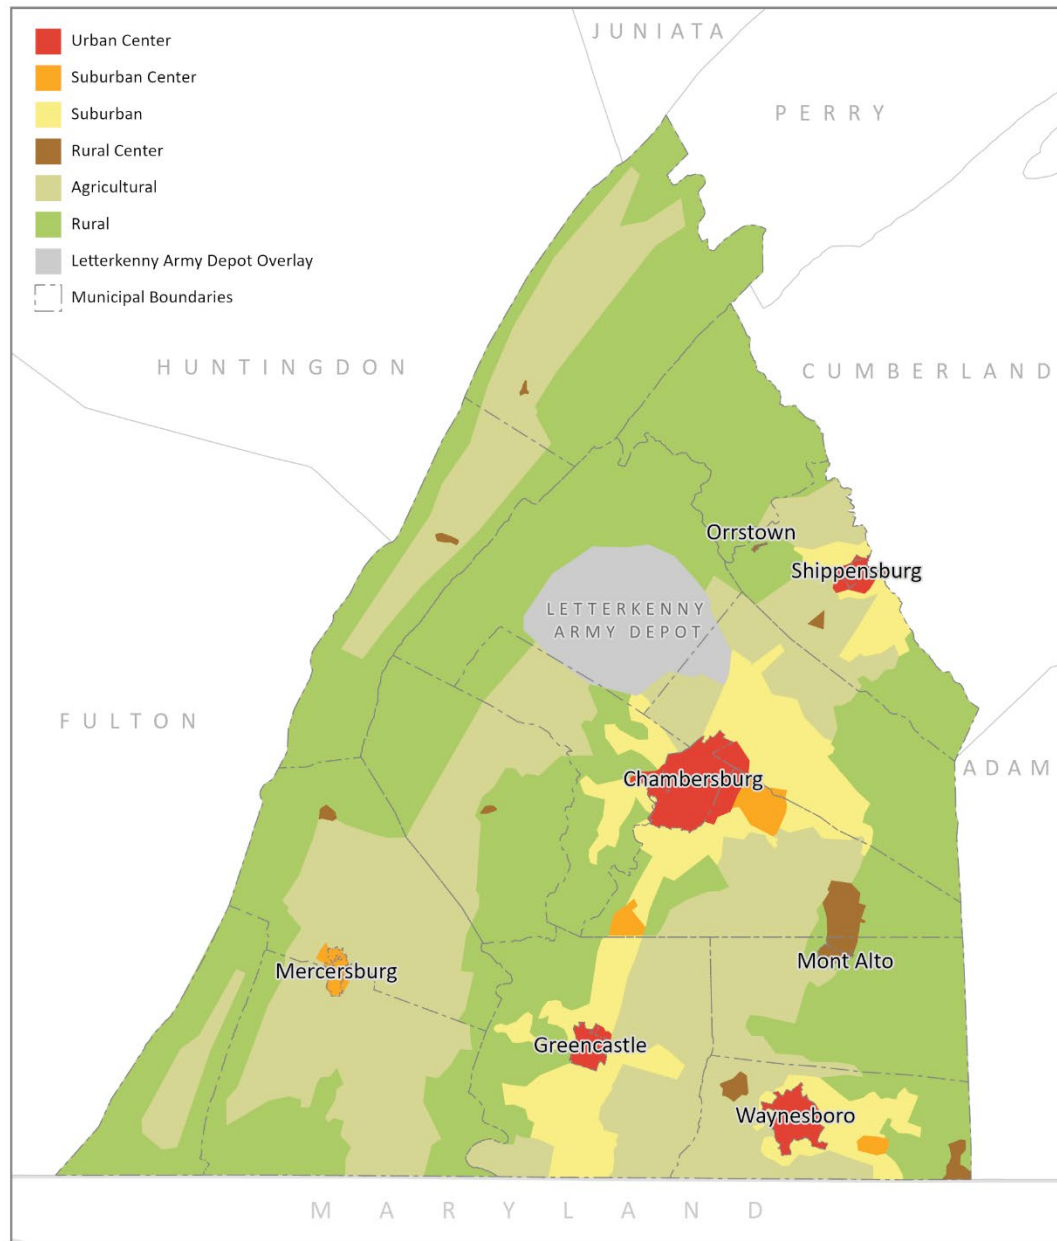 Urban Center
Suburban Center
Suburban
Rural Center
Agricultural
Rural
Letterkenny Army Depot Overlay
Municipal Boundaries
JUNIATA
PERRY
HUNTINGDON
CUMBERLAND
Orrstown
Shippensburg
LETTERKENNY
ARMY DEPOT
FULTON
ADAM
Chambersburg
Mont Alto
Mercersburg
Greencastle
Waynesboro
MARYLAND